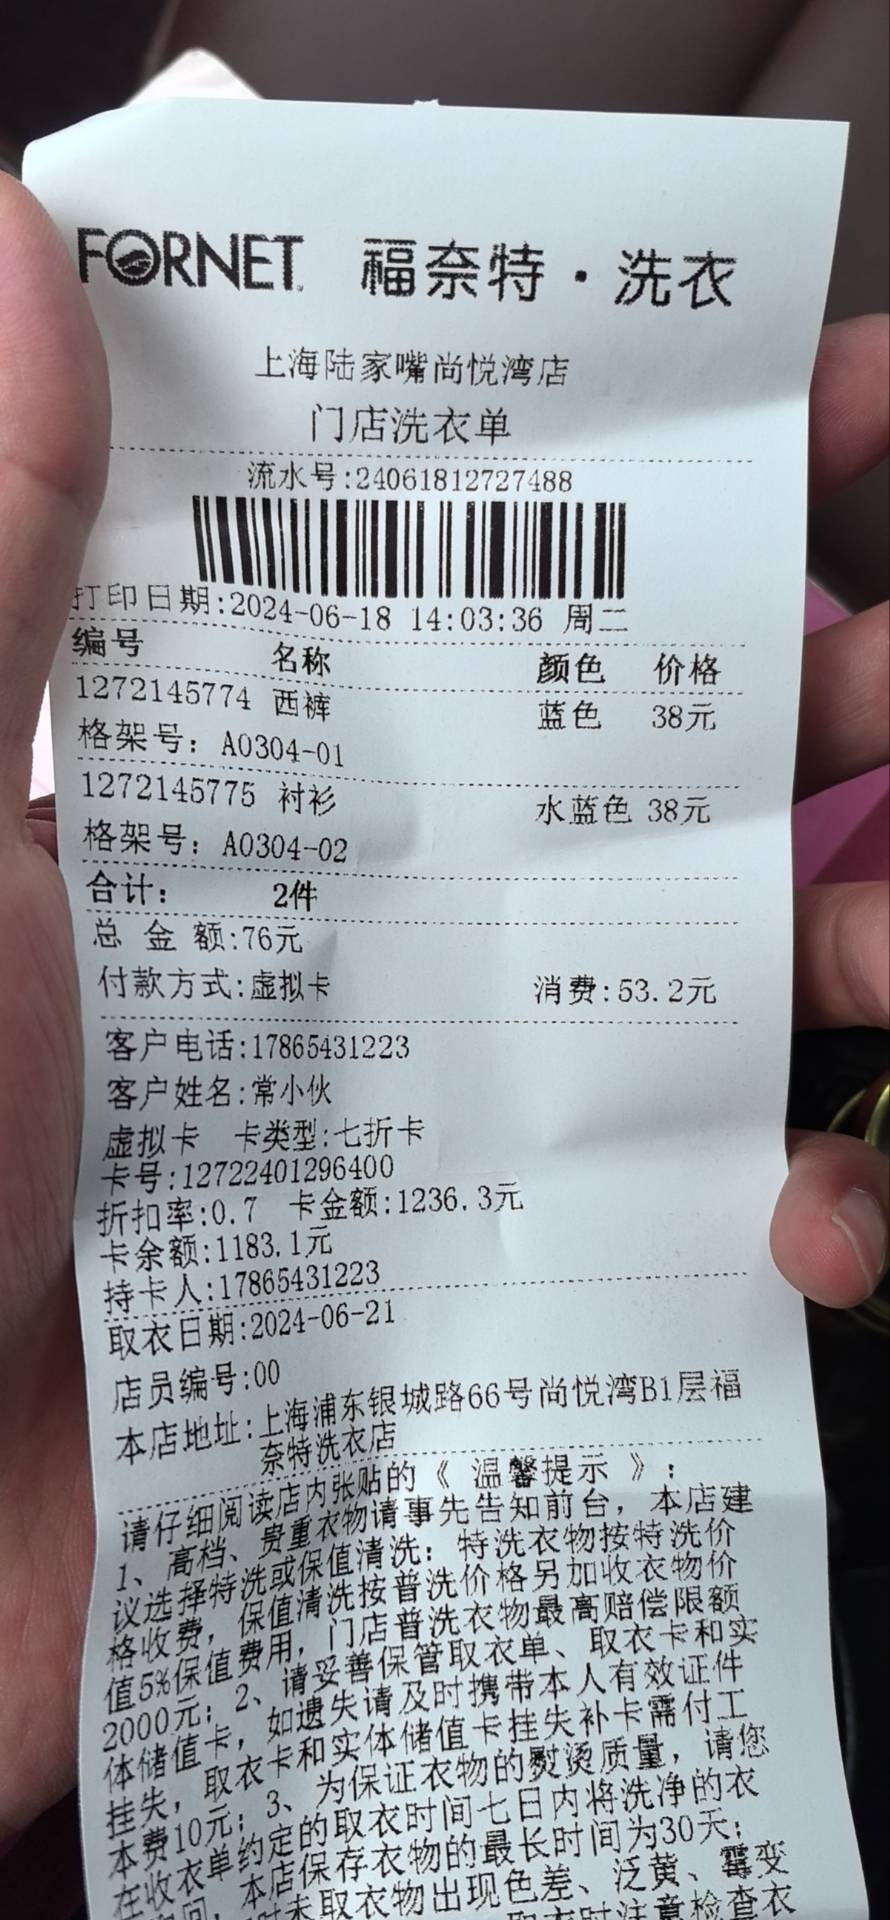 FORNET 福奈特·洗衣
上海陆家嘴尚悦湾店
门店洗衣单
流水号:24061812727488
打印日期:2024-06-18 14:03:36 周二
编号 名称 颜色 价格
1272145774 西裤 蓝色 38元
格架号: A0304-01
1272145775 衬衫 水蓝色 38元
格架号: A0304-02
合计: 2件
总 金 额:76元
付款方式:虚拟卡 消费:53.2元
客户电话:17865431223
客户姓名:常小伙
虚拟卡 卡类型:七折卡
卡号:12722401296400
折扣率:0.7 卡金额:1236.3元
卡余额:1183.1元
持卡人:17865431223
取衣日期:2024-06-21
店员编号:00
本店地址:上海浦东银城路66号尚悦湾B1层福
奈特洗衣店
请仔细阅读店内张贴的《 温馨提示 》:
1、高档、贵重衣物请事先告知前台，本店建
议选择特洗或保值清洗: 特洗衣物按特洗价
格收费，保值清洗按普洗价格另加收衣物价
值5%保值费用，门店普洗衣物最高赔偿限额
2000元; 2、请妥善保管取衣单、取衣卡和实
体储值卡，如遗失请及时携带本人有效证件
挂失，取衣卡和实体储值卡挂失补卡需付工
本费10元; 3、为保证衣物的熨烫质量，请您
在收衣单约定的取衣时间七日内将洗净的衣
本店保存衣物的最长时间为30天;
未取衣物出现色差、泛黄、霉变
取衣时注意检查衣